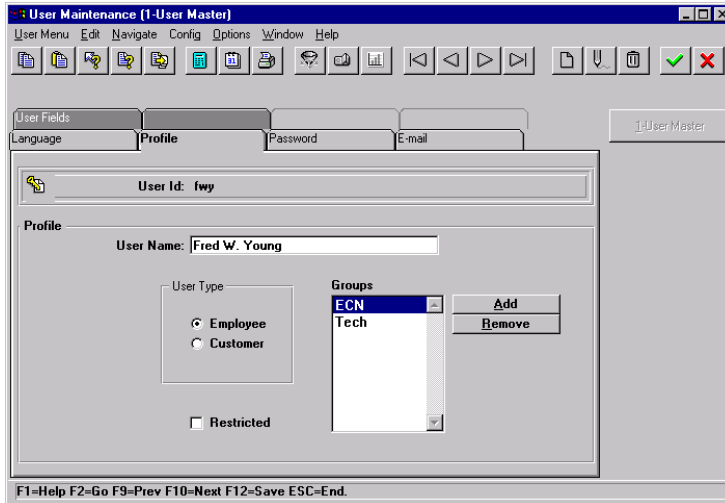 User Maintenance (1-User Master)
User Menu Edit Navigate Config Options Window Help
31
User Fields
1-User Master
Language Profile Password E-mail
User Id: fwy
Profile
User Name: Fred W. Young
User Type
Groups
ECN
Add
Employee
Tech
Remove
Customer
Restricted
F1=Help F2=Go F9=Prev F10=Next F12=Save ESC=End.